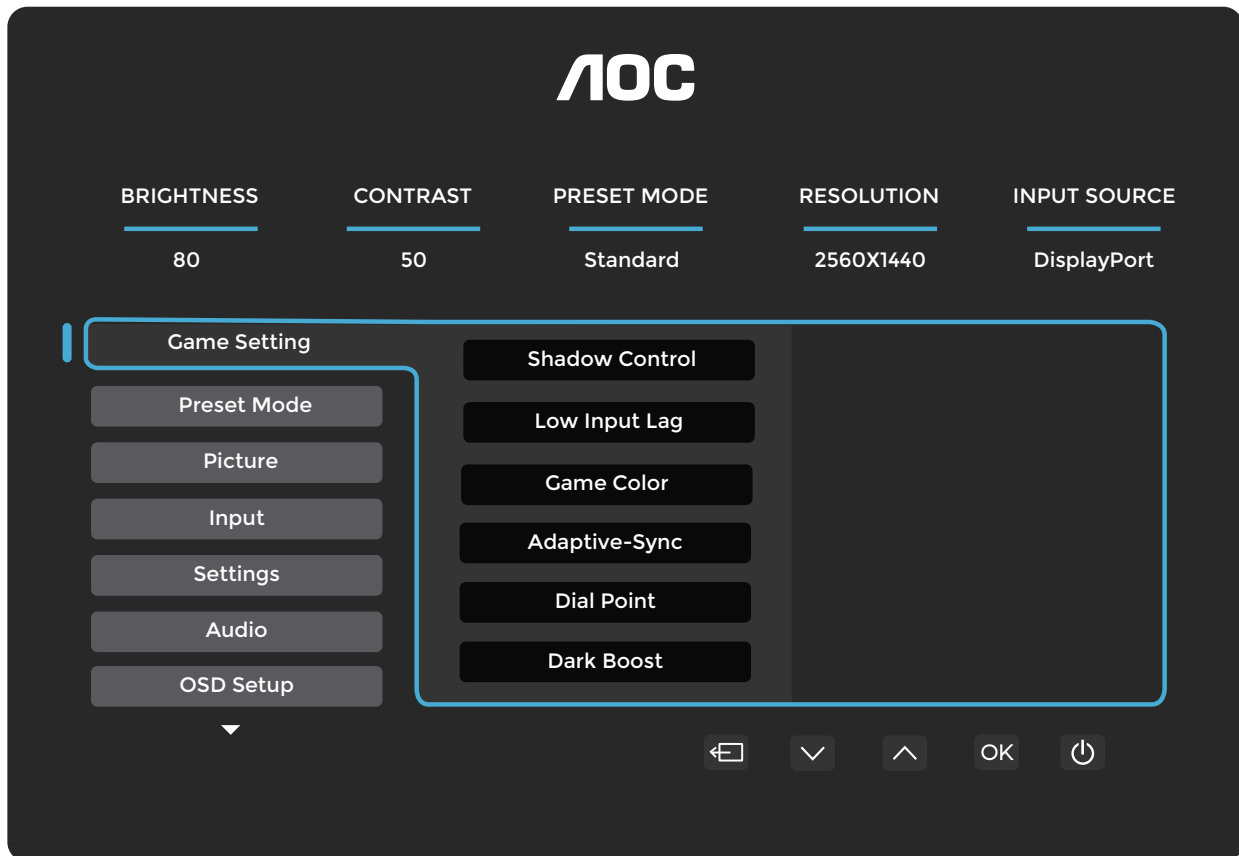 AOC
BRIGHTNESS CONTRAST PRESET MODE RESOLUTION INPUT SOURCE
80 50 Standard 2560X1440 DisplayPort
Game Setting
Preset Mode
Picture
Input
Settings
Audio
OSD Setup
Shadow Control
Low Input Lag
Game Color
Adaptive-Sync
Dial Point
Dark Boost
OK